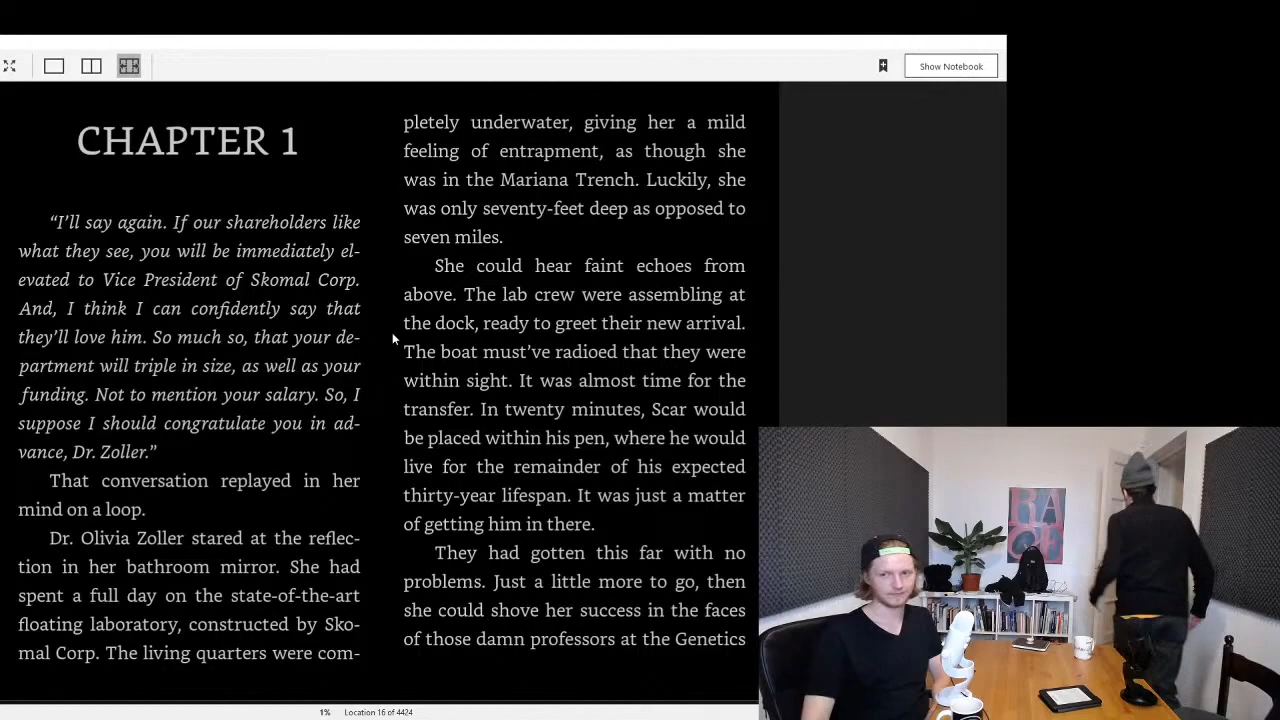 Show Notebook
CHAPTER 1
“I’ll say again. If our shareholders like
what they see, you will be immediately el-
evated to Vice President of Skomal Corp.
And, I think I can confidently say that
they’ll love him. So much so, that your de-
partment will triple in size, as well as your
funding. Not to mention your salary. So, I
suppose I should congratulate you in ad-
vance, Dr. Zoller.”
That conversation replayed in her
mind on a loop.
Dr. Olivia Zoller stared at the reflec-
tion in her bathroom mirror. She had
spent a full day on the state-of-the-art
floating laboratory, constructed by Sko-
mal Corp. The living quarters were com-
pletely underwater, giving her a mild
feeling of entrapment, as though she
was in the Mariana Trench. Luckily, she
was only seventy-feet deep as opposed to
seven miles.
She could hear faint echoes from
above. The lab crew were assembling at
the dock, ready to greet their new arrival.
The boat must’ve radioed that they were
within sight. It was almost time for the
transfer. In twenty minutes, Scar would
be placed within his pen, where he would
live for the remainder of his expected
thirty-year lifespan. It was just a matter
of getting him in there.
They had gotten this far with no
problems. Just a little more to go, then
she could shove her success in the faces
of those damn professors at the Genetics
1%
Location 16 of 4424
RA